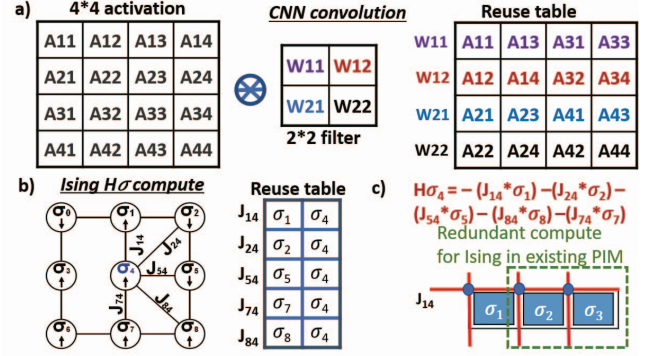 a)
4*4 activation
A11 A12 A13 A14
A21 A22 A23 A24
A31 A32 A33 A34
A41 A42 A43 A44
CNN convolution
W11 W12
W21 W22
2*2 filter
Reuse table
W11 A11 A13 A31 A33
W12 A12 A14 A32 A34
W21 A21 A23 A41 A43
W22 A22 A24 A42 A44
b)
Ising Hσ compute
σ₀ σ₁ σ₂
J₁₄ J₂₄
σ₃ σ₄ J₅₄ σ₅
J₇₄ J₈₄
σ₆ σ₇ σ₈
Reuse table
J₁₄ σ₁ σ₄
J₂₄ σ₂ σ₄
J₅₄ σ₅ σ₄
J₇₄ σ₇ σ₄
J₈₄ σ₈ σ₄
c)
Hσ₄ = – (J₁₄*σ₁) –(J₂₄*σ₂) –
(J₅₄*σ₅) – (J₈₄*σ₈) –(J₇₄*σ₇)
Redundant compute
for Ising in existing PIM
J₁₄ σ₁ σ₂ σ₃